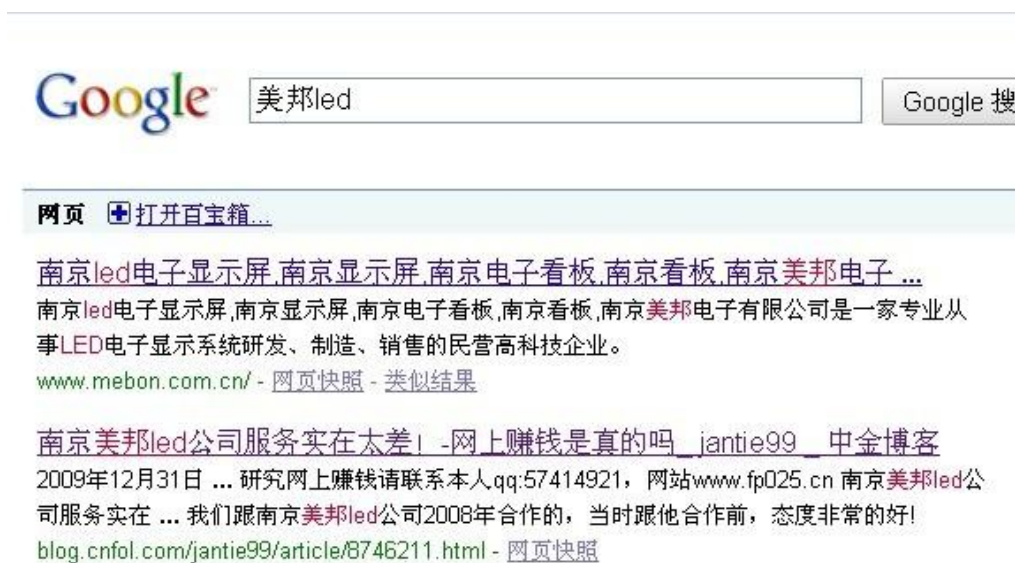 Google 美邦led Google 搜
网页 打开百宝箱...
南京led电子显示屏,南京显示屏,南京电子看板,南京看板,南京美邦电子 ...
南京led电子显示屏,南京显示屏,南京电子看板,南京看板,南京美邦电子有限公司是一家专业从
事LED电子显示系统研发、制造、销售的民营高科技企业。
www.mebon.com.cn/ - 网页快照 - 类似结果
南京美邦led公司服务实在太差！-网上赚钱是真的吗_jantie99_ 中金博客
2009年12月31日 ... 研究网上赚钱请联系本人qq:57414921，网站www.fp025.cn 南京美邦led公
司服务实在 ... 我们跟南京美邦led公司2008年合作的，当时跟他合作前，态度非常的好!
blog.cnfol.com/jantie99/article/8746211.html - 网页快照